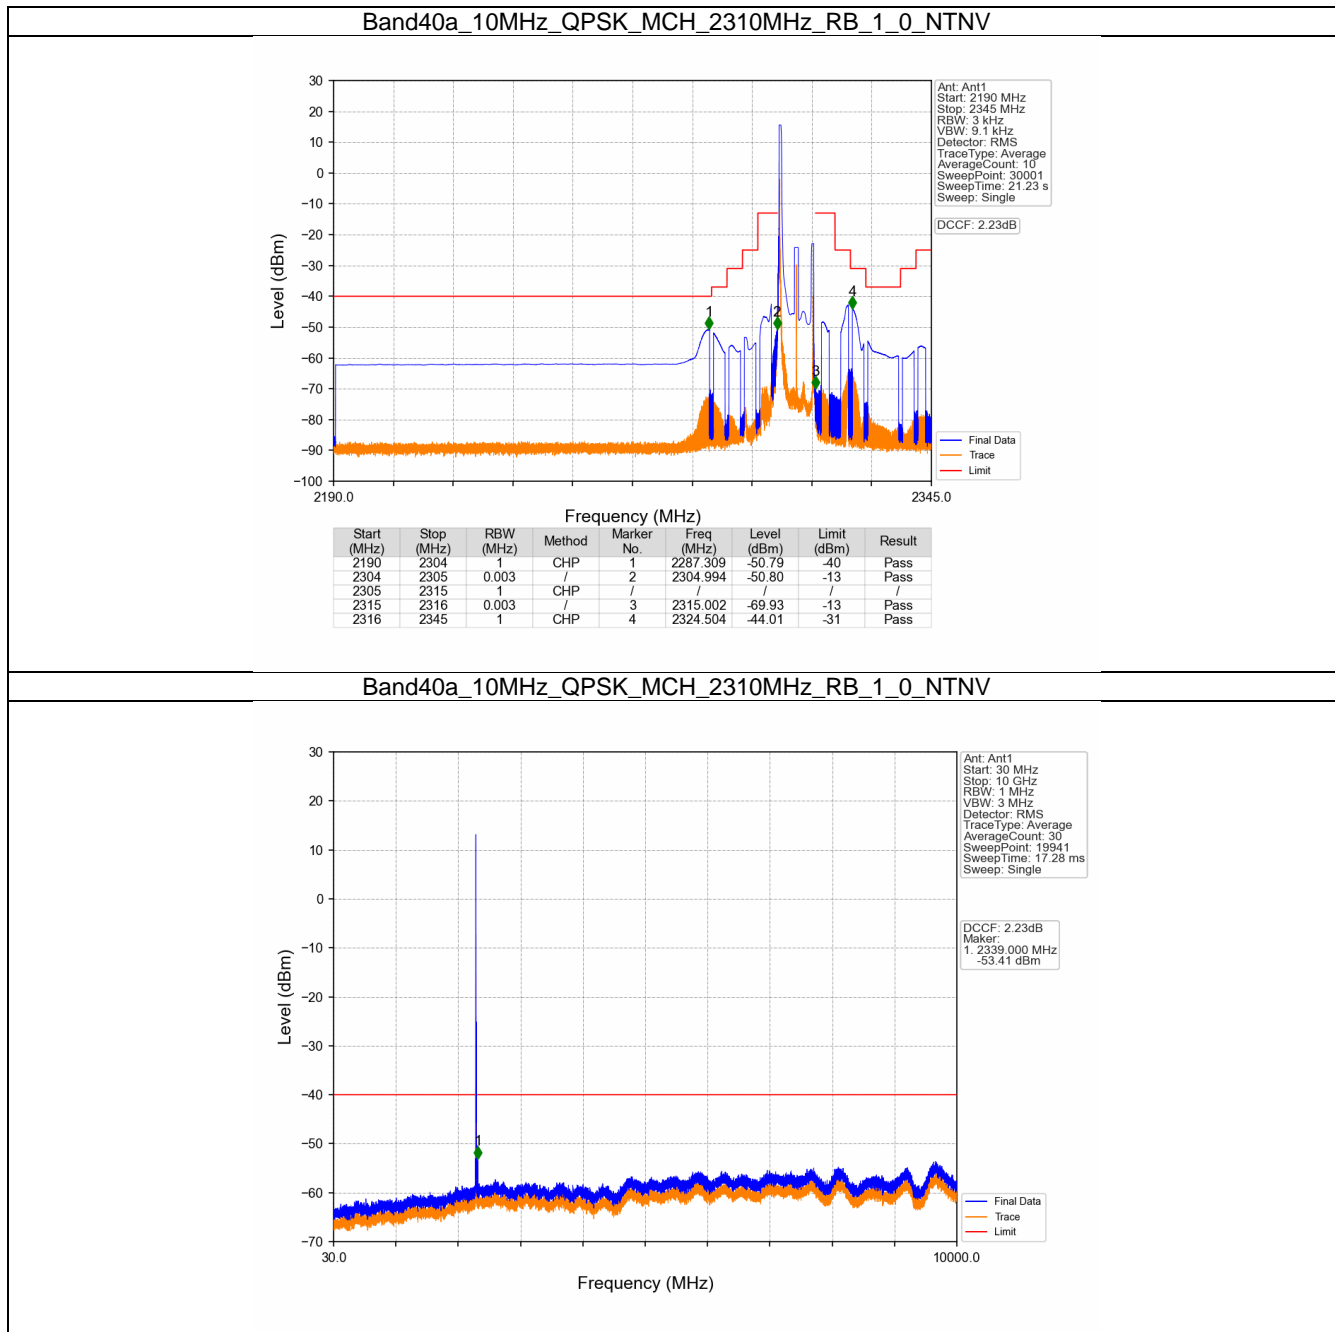 Band40a_10MHz_QPSK_MCH_2310MHz_RB_1_0_NTNV
30
20
10
0
−10
−20
−30
−40
−50
−60
−70
−80
−90
−100
Level (dBm)
2190.0
2345.0
Frequency (MHz)
1
2
3
4
Ant: Ant1
Start: 2190 MHz
Stop: 2345 MHz
RBW: 3 kHz
VBW: 9.1 kHz
Detector: RMS
TraceType: Average
AverageCount: 10
SweepPoint: 30001
SweepTime: 21.23 s
Sweep: Single
DCCF: 2.23dB
Final Data
Trace
Limit
Start (MHz) Stop (MHz) RBW (MHz) Method Marker No. Freq (MHz) Level (dBm) Limit (dBm) Result
2190 2304 1 CHP 1 2287.309 -50.79 -40 Pass
2304 2305 0.003 / 2 2304.994 -50.80 -13 Pass
2305 2315 1 CHP / / / / /
2315 2316 0.003 / 3 2315.002 -69.93 -13 Pass
2316 2345 1 CHP 4 2324.504 -44.01 -31 Pass
Band40a_10MHz_QPSK_MCH_2310MHz_RB_1_0_NTNV
30
20
10
0
−10
−20
−30
−40
−50
−60
−70
Level (dBm)
30.0
10000.0
Frequency (MHz)
1
Ant: Ant1
Start: 30 MHz
Stop: 10 GHz
RBW: 1 MHz
VBW: 3 MHz
Detector: RMS
TraceType: Average
AverageCount: 30
SweepPoint: 19941
SweepTime: 17.28 ms
Sweep: Single
DCCF: 2.23dB
Maker:
1. 2339.000 MHz
-53.41 dBm
Final Data
Trace
Limit